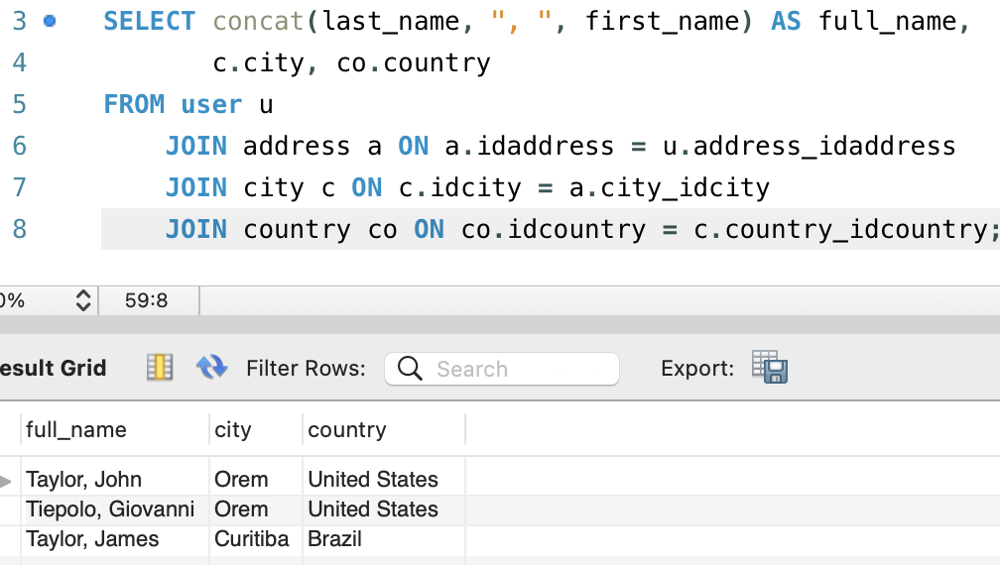 3 SELECT concat(last_name, ", ", first_name) AS full_name,
4 c.city, co.country
5 FROM user u
6 JOIN address a ON a.idaddress = u.address_idaddress
7 JOIN city c ON c.idcity = a.city_idcity
8 JOIN country co ON co.idcountry = c.country_idcountry;
0% 59:8
esult Grid Filter Rows: Search Export:
full_name city country
Taylor, John Orem United States
Tiepolo, Giovanni Orem United States
Taylor, James Curitiba Brazil